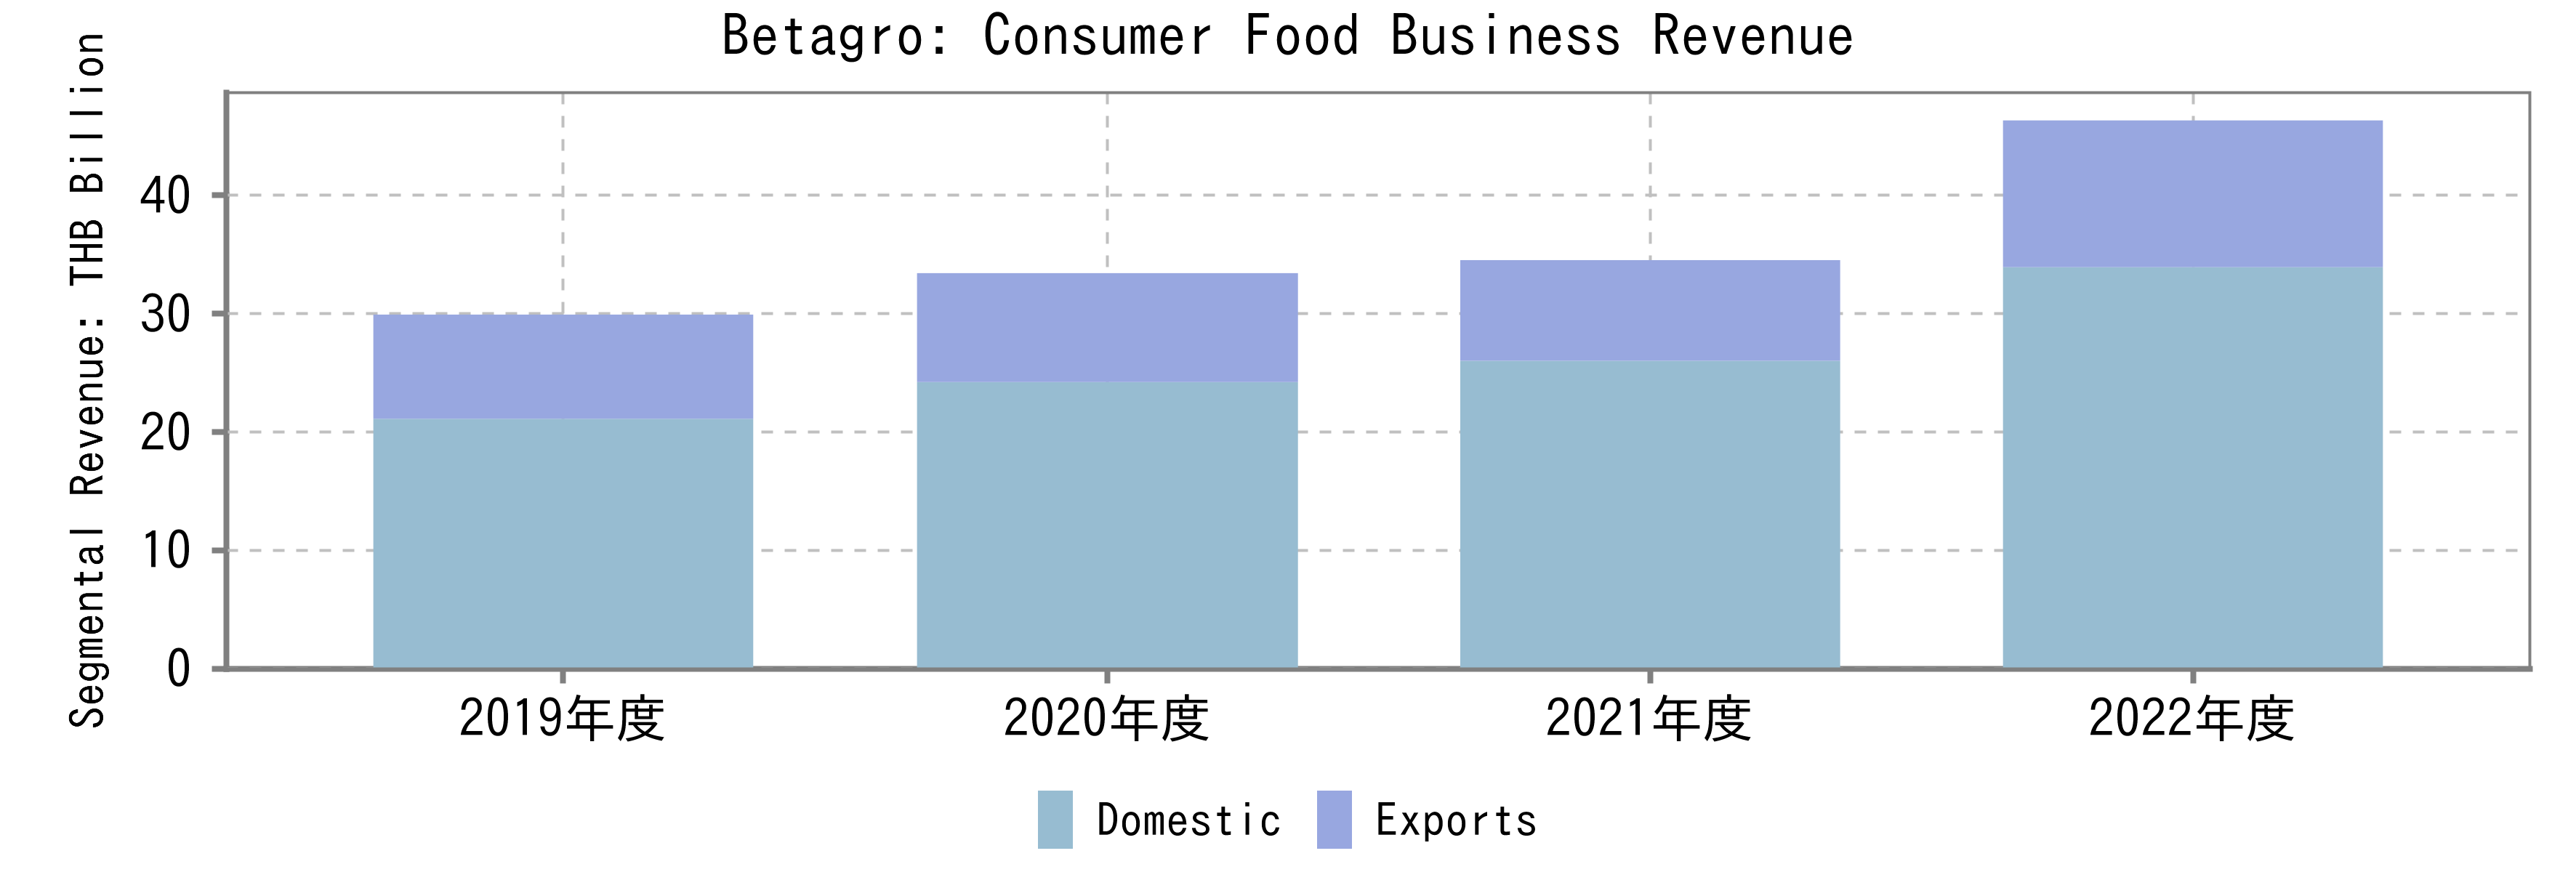 Betagro: Consumer Food Business Revenue
Segmental Revenue: THB Billion
40
30
20
10
0
2019年度 2020年度 2021年度 2022年度
Domestic Exports